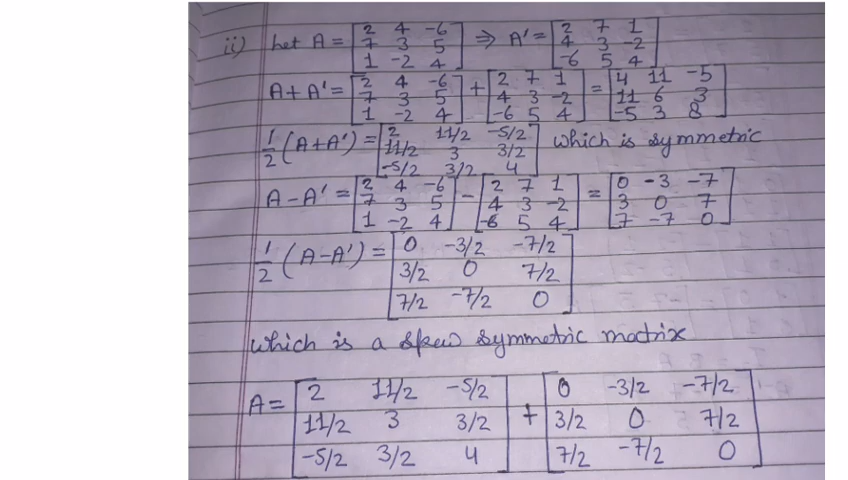 ii) Let A = [2 4 -6; 7 3 5; 1 -2 4] ⇒ A' = [2 7 1; 4 3 -2; -6 5 4]
A + A' = [2 4 -6; 7 3 5; 1 -2 4] + [2 7 1; 4 3 -2; -6 5 4] = [4 11 -5; 11 6 3; -5 3 8]
1/2 (A+A') = [2 11/2 -5/2; 11/2 3 3/2; -5/2 3/2 4] which is symmetric
A - A' = [2 4 -6; 7 3 5; 1 -2 4] - [2 7 1; 4 3 -2; -6 5 4] = [0 -3 -7; 3 0 7; 7 -7 0]
1/2 (A-A') = [0 -3/2 -7/2; 3/2 0 7/2; 7/2 -7/2 0]
which is a skew symmetric matrix
A = [2 11/2 -5/2; 11/2 3 3/2; -5/2 3/2 4] + [0 -3/2 -7/2; 3/2 0 7/2; 7/2 -7/2 0]